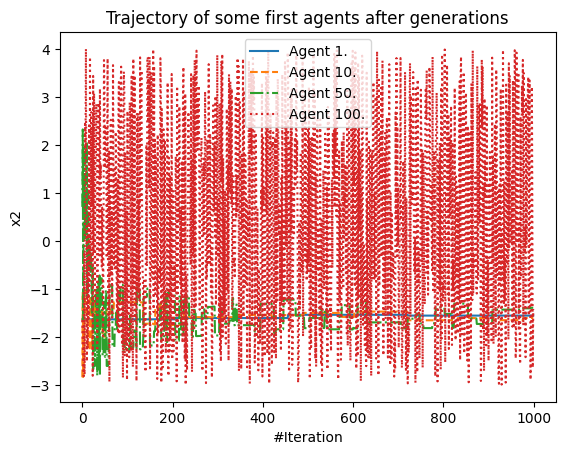 Trajectory of some first agents after generations
Agent 1.
Agent 10.
Agent 50.
Agent 100.
4
3
2
1
0
−1
−2
−3
x2
0 200 400 600 800 1000
#Iteration